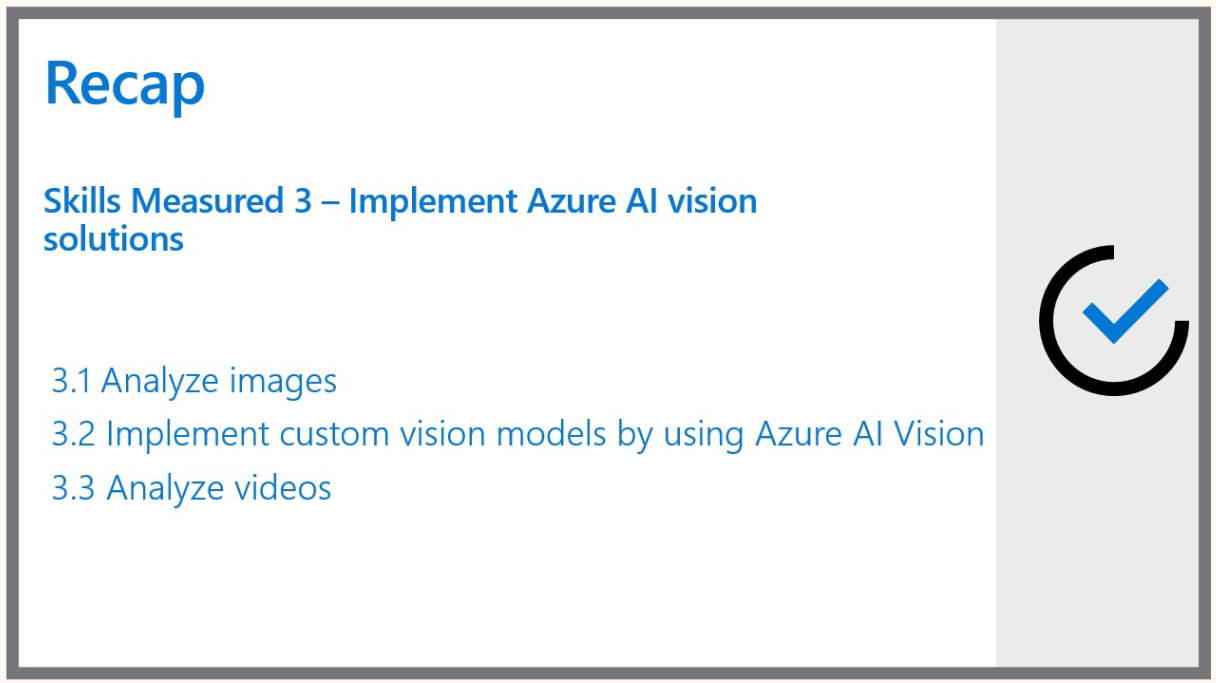 Recap
Skills Measured 3 – Implement Azure AI vision
solutions
3.1 Analyze images
3.2 Implement custom vision models by using Azure AI Vision
3.3 Analyze videos